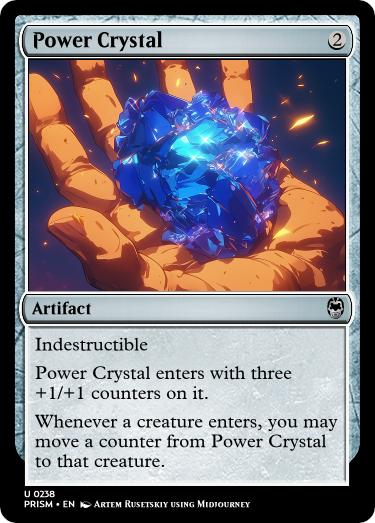 Power Crystal 2
Artifact
Indestructible
Power Crystal enters with three
+1/+1 counters on it.
Whenever a creature enters, you may
move a counter from Power Crystal
to that creature.
U 0238
PRISM • EN Artem Rusetskiy using Midjourney